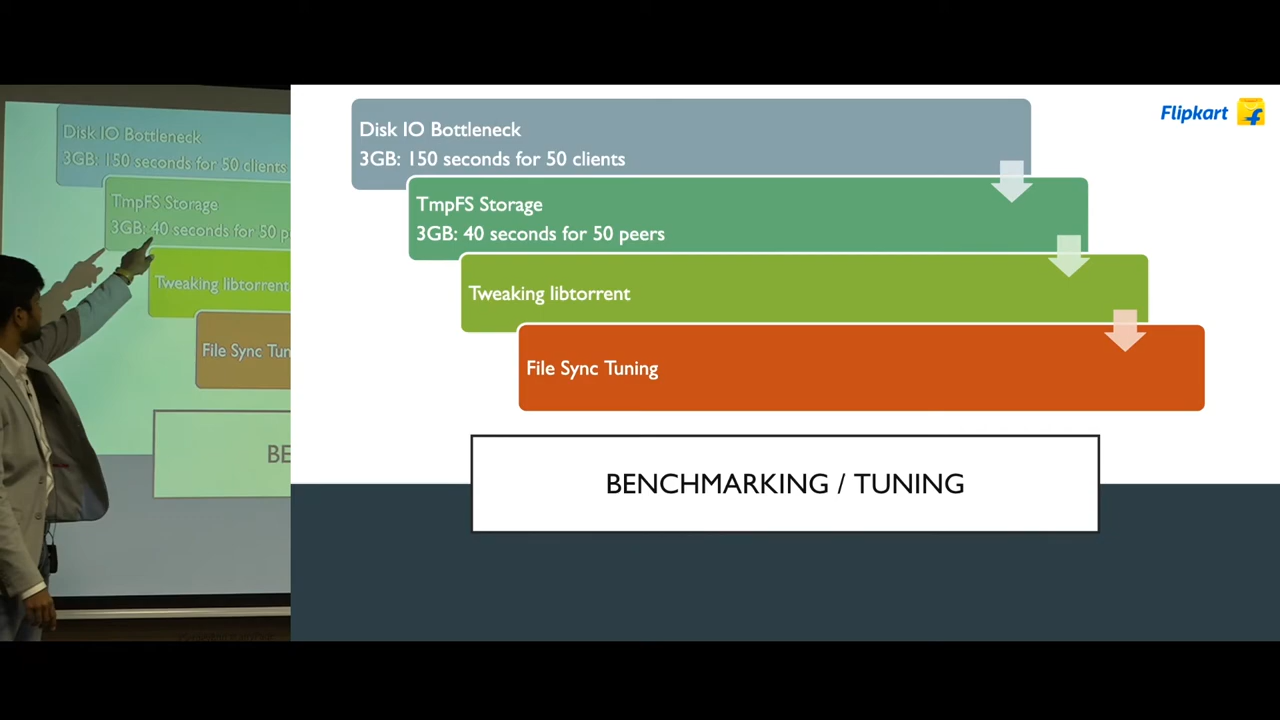 Disk IO Bottleneck
3GB: 150 seconds for 50 clients
TmpFS Storage
3GB: 40 seconds for 50 p
Tweaking libtorrent
File Sync Tun
BE
Flipkart
Disk IO Bottleneck
3GB: 150 seconds for 50 clients
TmpFS Storage
3GB: 40 seconds for 50 peers
Tweaking libtorrent
File Sync Tuning
BENCHMARKING / TUNING